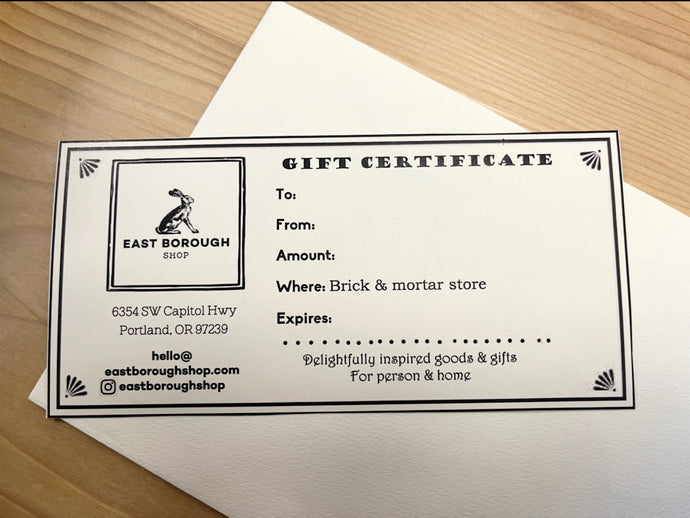 EAST BOROUGH
SHOP
6354 SW Capitol Hwy
Portland, OR 97239
hello@
eastboroughshop.com
eastboroughshop
GIFT CERTIFICATE
To:
From:
Amount:
Where: Brick & mortar store
Expires:
Delightfully inspired goods & gifts
For person & home